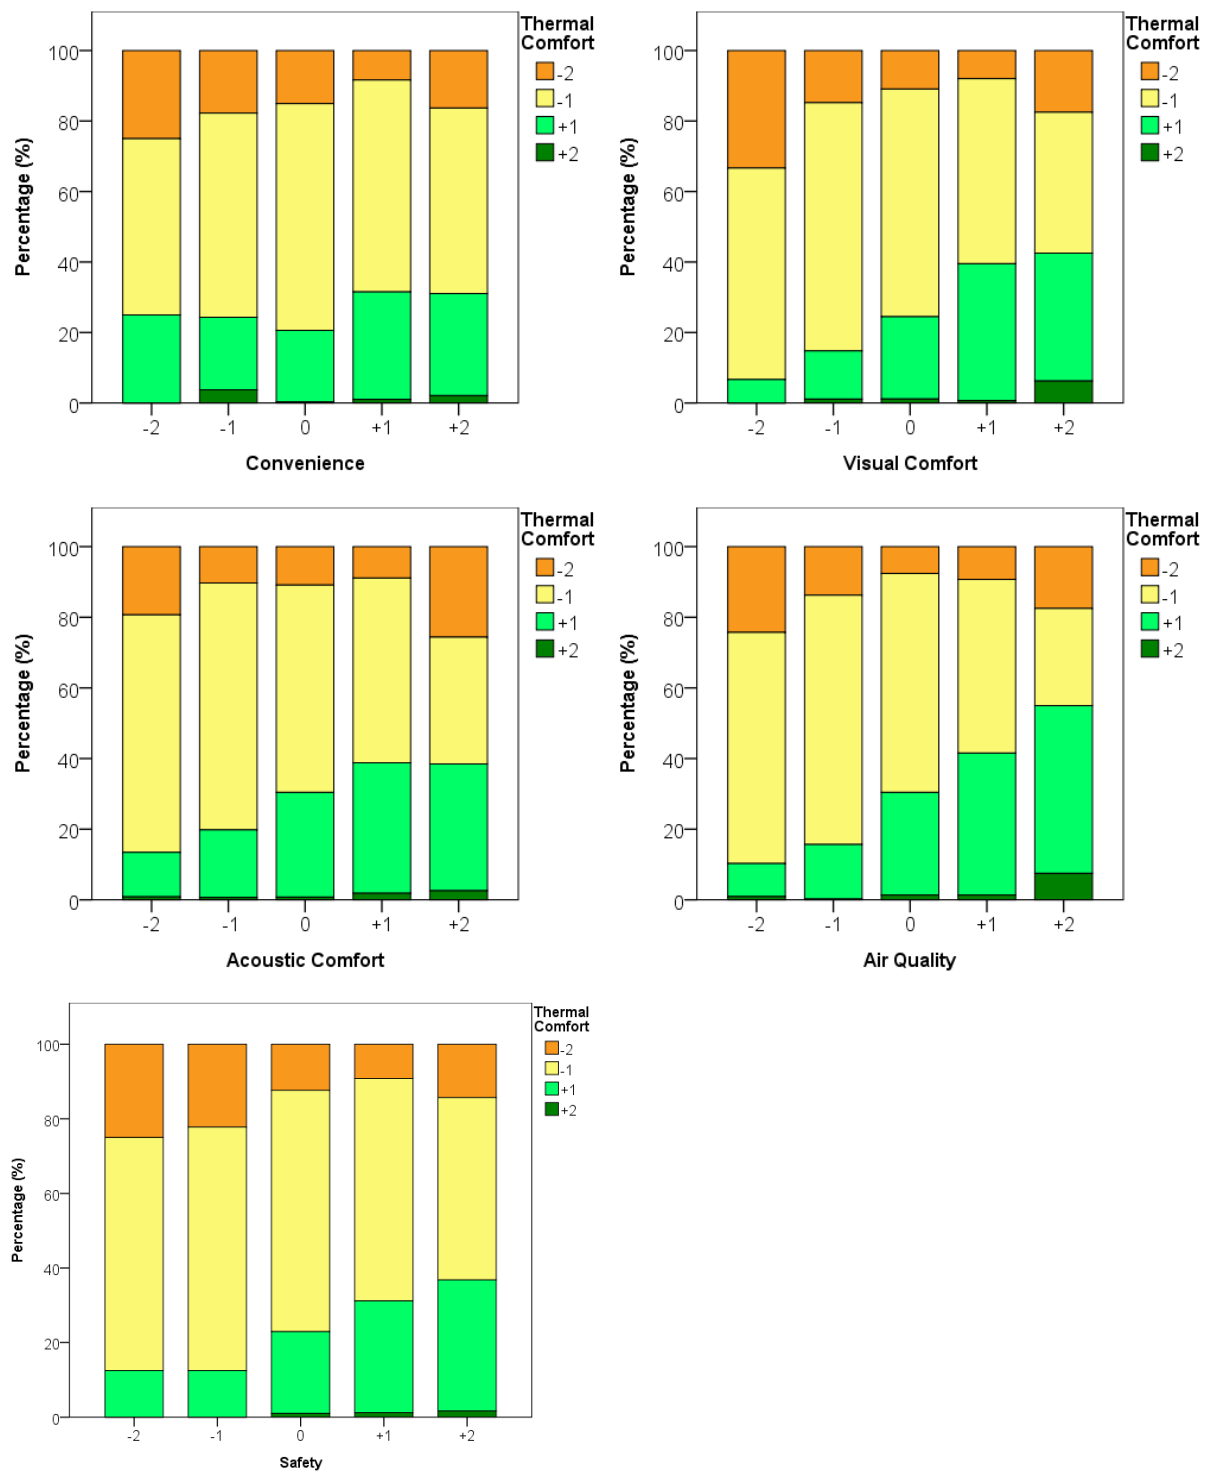 Thermal
Comfort
-2
-1
+1
+2
100
80
60
40
20
0
Percentage (%)
-2 -1 0 +1 +2
Convenience
Thermal
Comfort
-2
-1
+1
+2
100
80
60
40
20
0
Percentage (%)
-2 -1 0 +1 +2
Visual Comfort
Thermal
Comfort
-2
-1
+1
+2
100
80
60
40
20
0
Percentage (%)
-2 -1 0 +1 +2
Acoustic Comfort
Thermal
Comfort
-2
-1
+1
+2
100
80
60
40
20
0
Percentage (%)
-2 -1 0 +1 +2
Air Quality
Thermal
Comfort
-2
-1
+1
+2
100
80
60
40
20
0
Percentage (%)
-2 -1 0 +1 +2
Safety